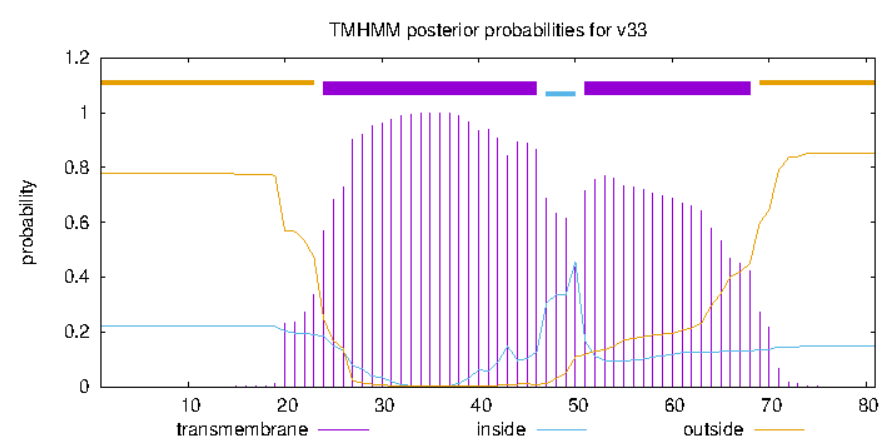 TMHMM posterior probabilities for v33
1.2
1
0.8
0.6
0.4
0.2
0
probability
10 20 30 40 50 60 70 80
transmembrane inside outside